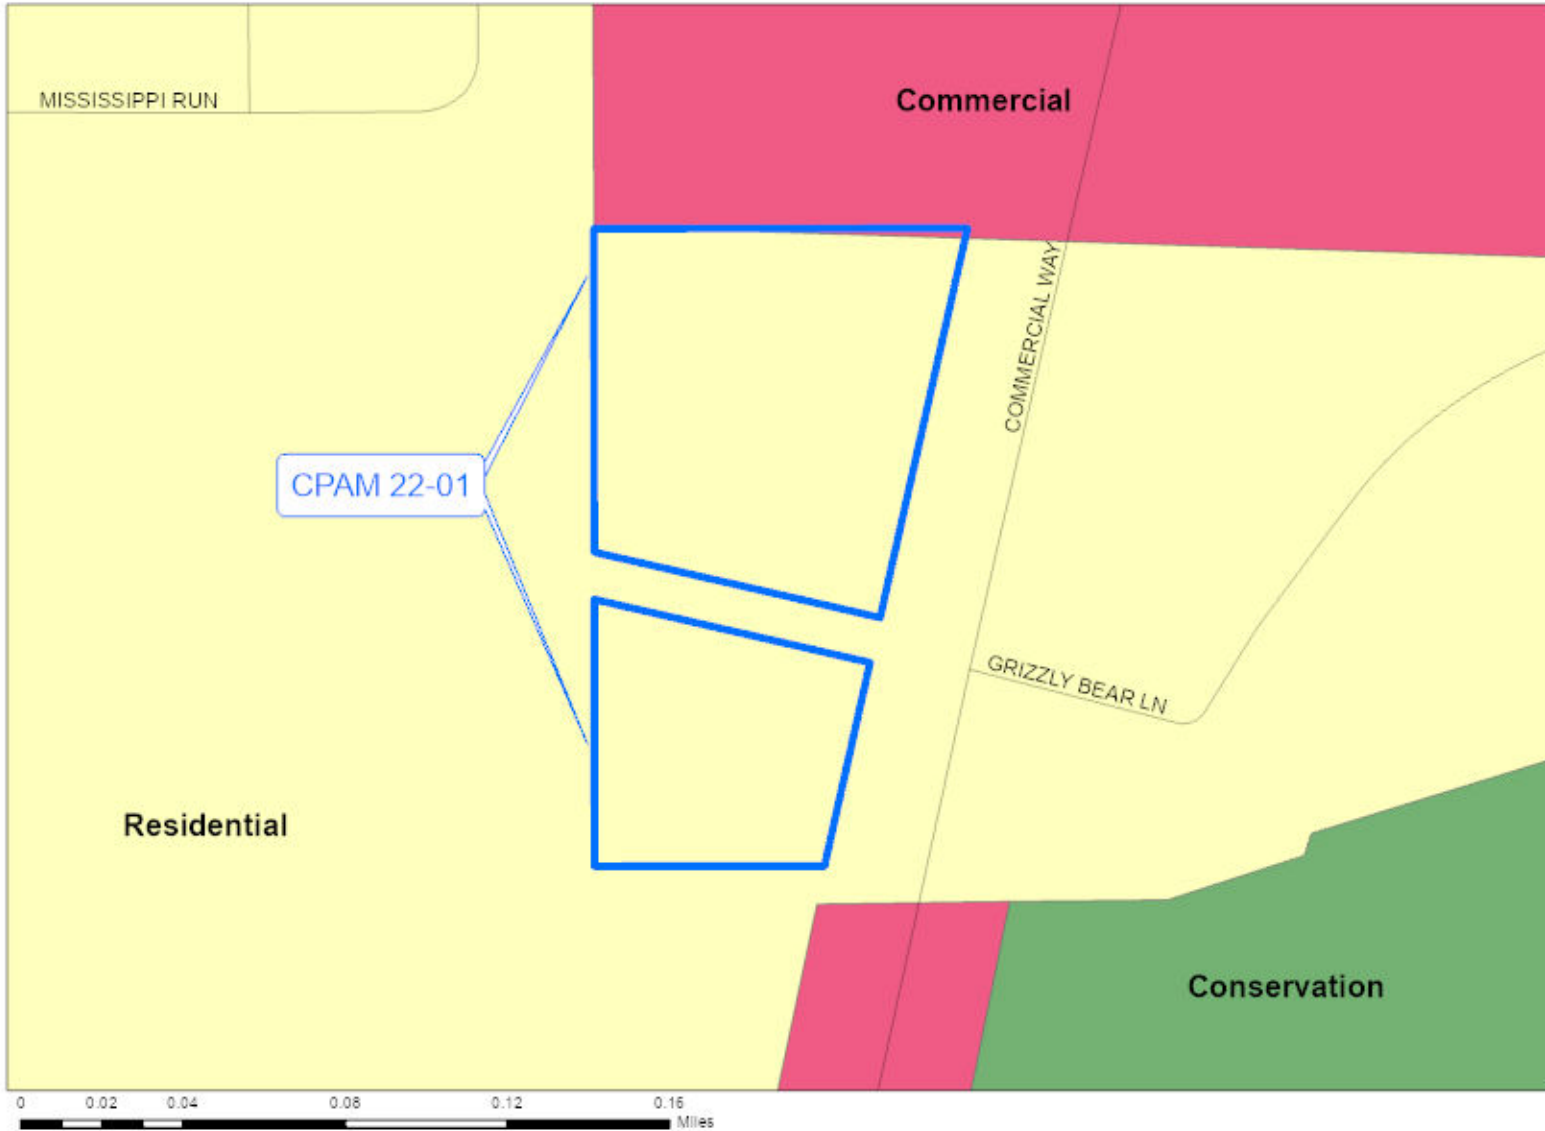 MISSISSIPPI RUN
Commercial
COMMERCIAL WAY
CPAM 22-01
GRIZZLY BEAR LN
Residential
Conservation
0 0.02 0.04 0.08 0.12 0.16
Miles